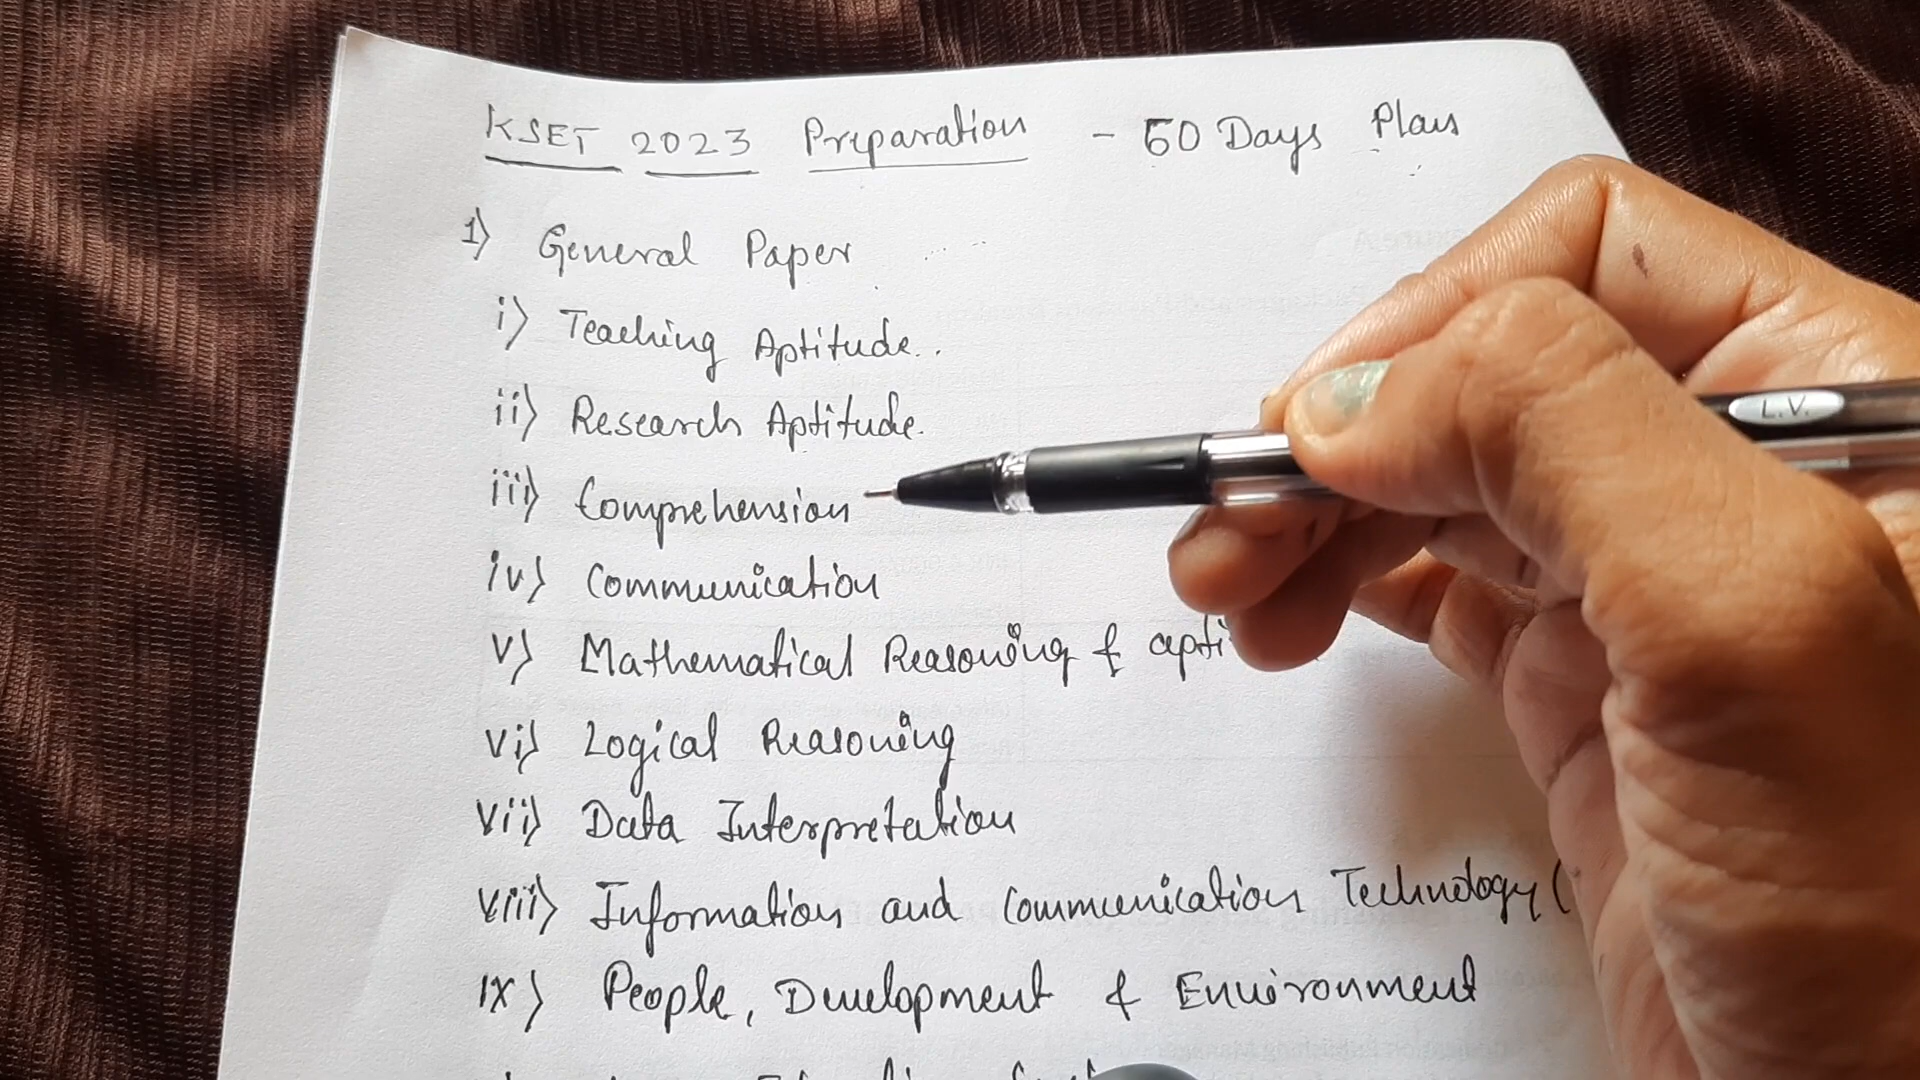 KSET 2023 Preparation - 50 Days Plan
1) General Paper
i) Teaching Aptitude.
ii) Research Aptitude.
iii) Comprehension
iv) Communication
v) Mathematical Reasoning & apti
vi) Logical Reasoning
vii) Data Interpretation
viii) Information and Communication Technology (
ix) People, Development & Environment
L.V.